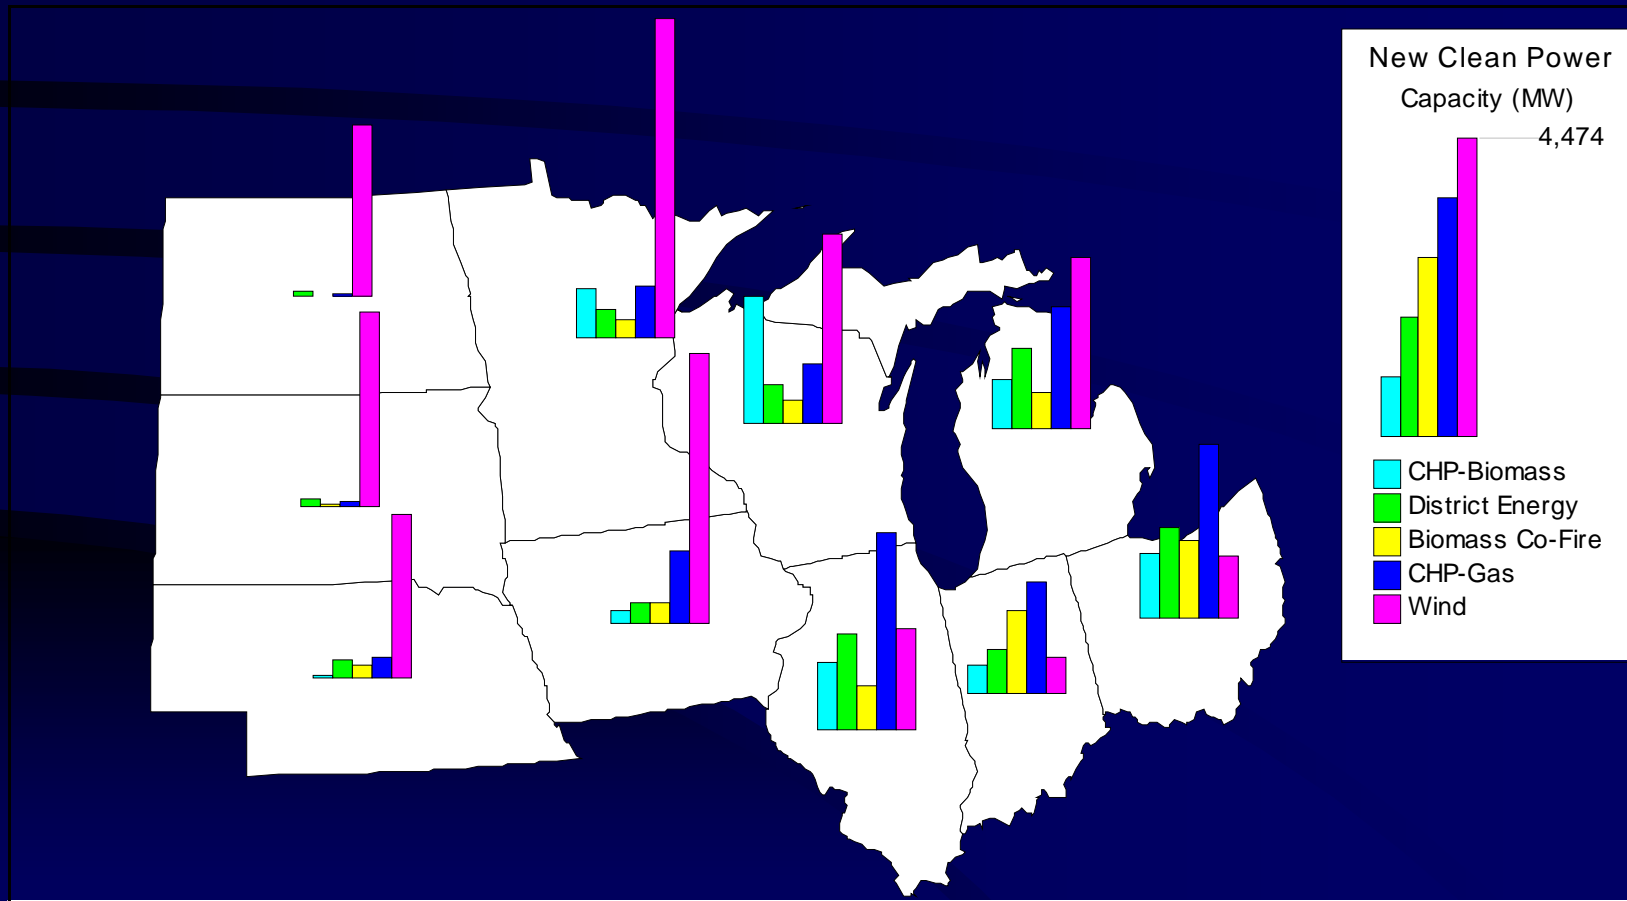 New Clean Power
Capacity (MW)
4,474
CHP-Biomass
District Energy
Biomass Co-Fire
CHP-Gas
Wind